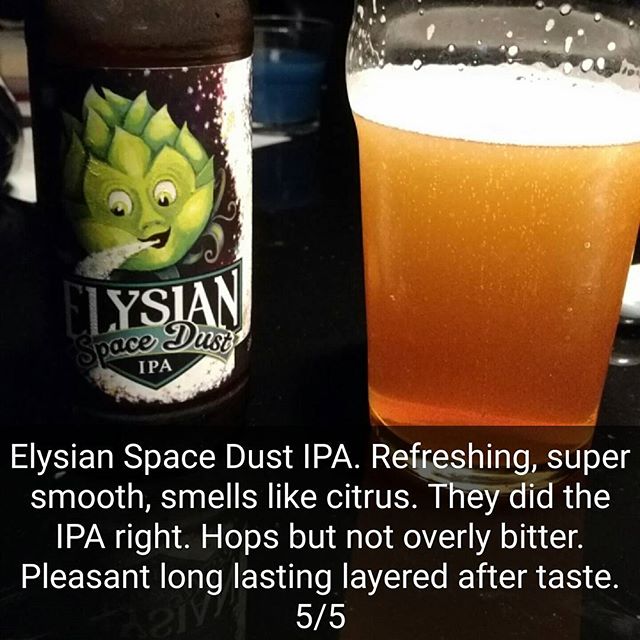 ELYSIAN
Space Dust
IPA
Elysian Space Dust IPA. Refreshing, super
smooth, smells like citrus. They did the
IPA right. Hops but not overly bitter.
Pleasant long lasting layered after taste.
5/5